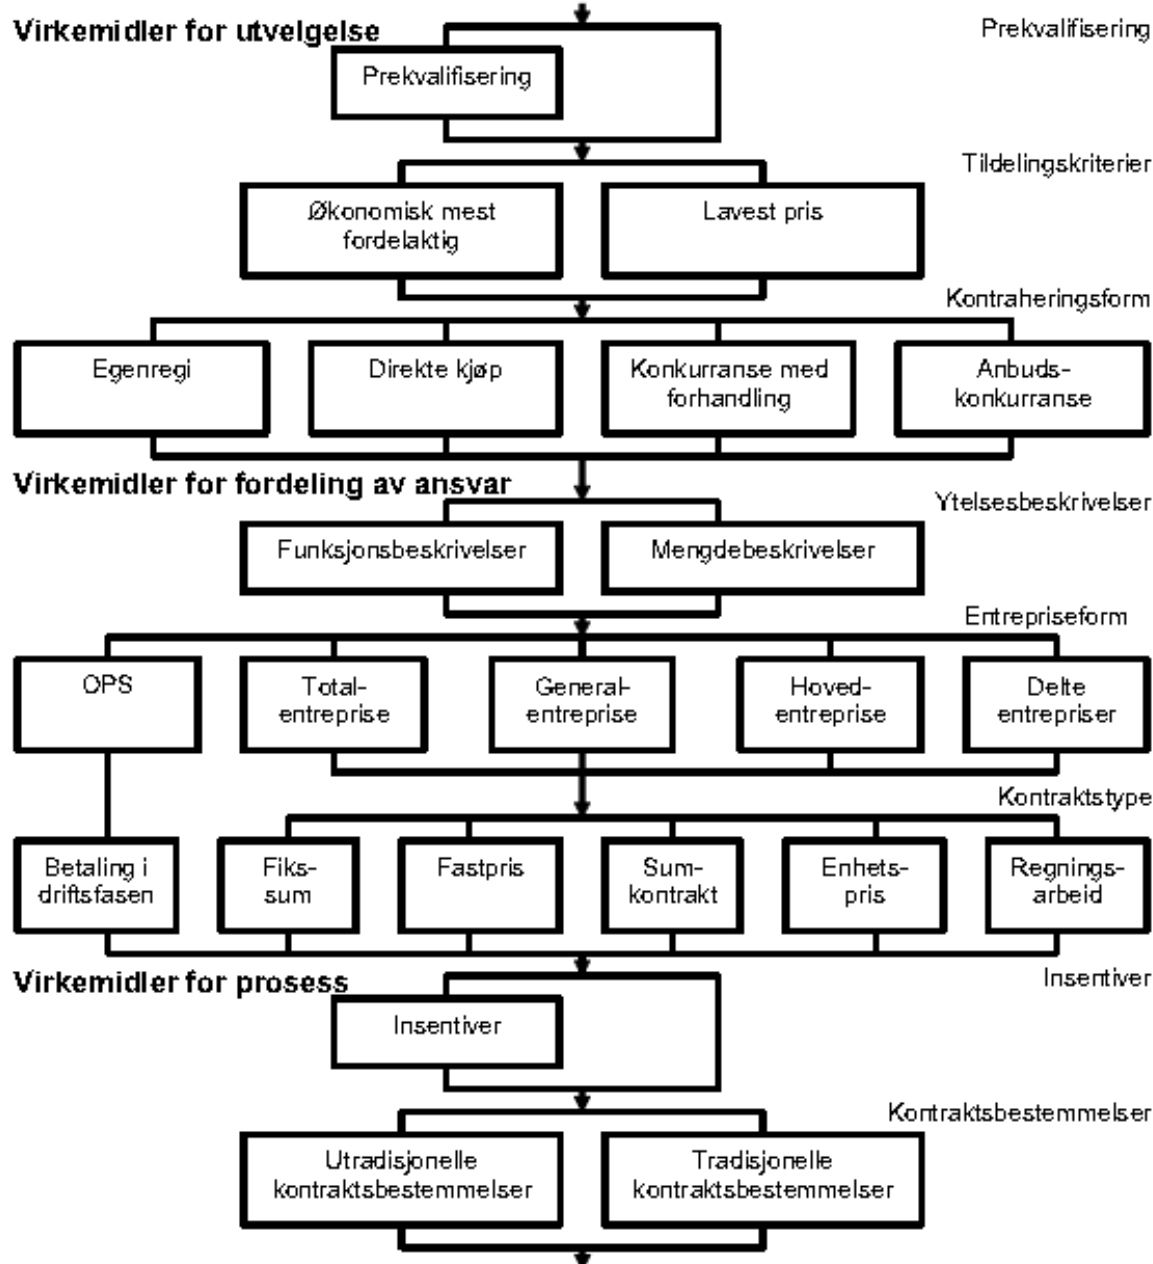 Virkemidler for utvelgelse
Prekvalifisering
Prekvalifisering
Tildelingskriterier
Økonomisk mest
fordelaktig
Lavest pris
Kontraheringsform
Egenregi
Direkte kjøp
Konkurranse med
forhandling
Anbuds-
konkurranse
Virkemidler for fordeling av ansvar
Ytelsesbeskrivelser
Funksjonsbeskrivelser
Mengdebeskrivelser
Entrepriseform
OPS
Total-
entreprise
General-
entreprise
Hoved-
entreprise
Delte
entrepriser
Kontraktstype
Betaling i
driftsfasen
Fiks-
sum
Fastpris
Sum-
kontrakt
Enhets-
pris
Regnings-
arbeid
Virkemidler for prosess
Insentiver
Insentiver
Kontraktsbestemmelser
Utradisjonelle
kontraktsbestemmelser
Tradisjonelle
kontraktsbestemmelser